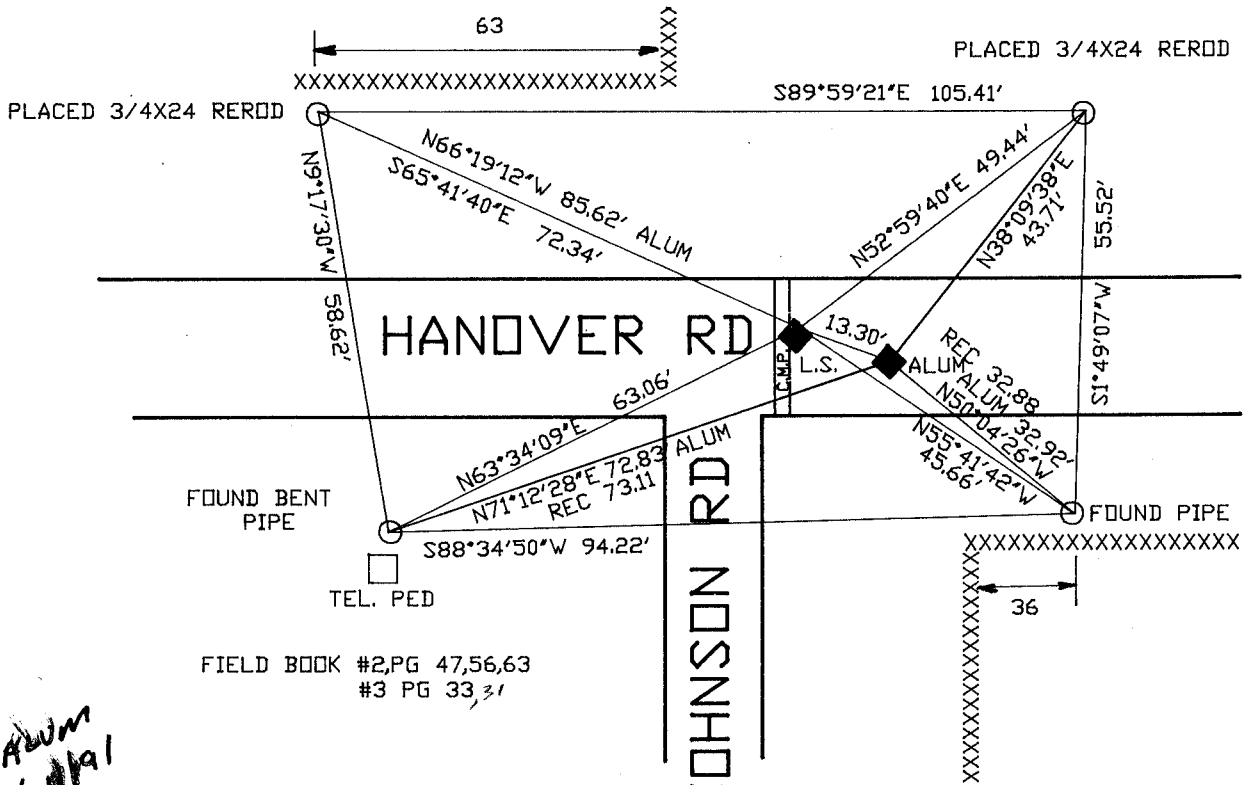 63
PLACED 3/4X24 REROD
XXXXXXXXXXXXXXXXXXXXXXXX
XXXXXX
PLACED 3/4X24 REROD
S89°59'21"E 105.41'
N66°19'12"W 85.62' ALUM
S65°41'40"E 72.34'
N52°59'40"E 49.44'
N38°09'38"E
43.71'
N9°17'30"W 58.62'
S1°49'07"W 55.52'
HANOVER RD
C.M.P.
L.S.
13.30'
ALUM
REC 32.88
ALUM 32.92'
N50°04'26"W
N55°41'42"W
45.66'
N63°34'09"E 63.06'
N71°12'28"E 72.83' ALUM
REC 73.11
FOUND BENT
PIPE
FOUND PIPE
S88°34'50"W 94.22'
XXXXXXXXXXXXXXXXXXX
XXXXXXXXXXXXXXXX
36
TEL. PED
OHNSON RD
FIELD BOOK #2,PG 47,56,63
#3 PG 33,31
ALUM